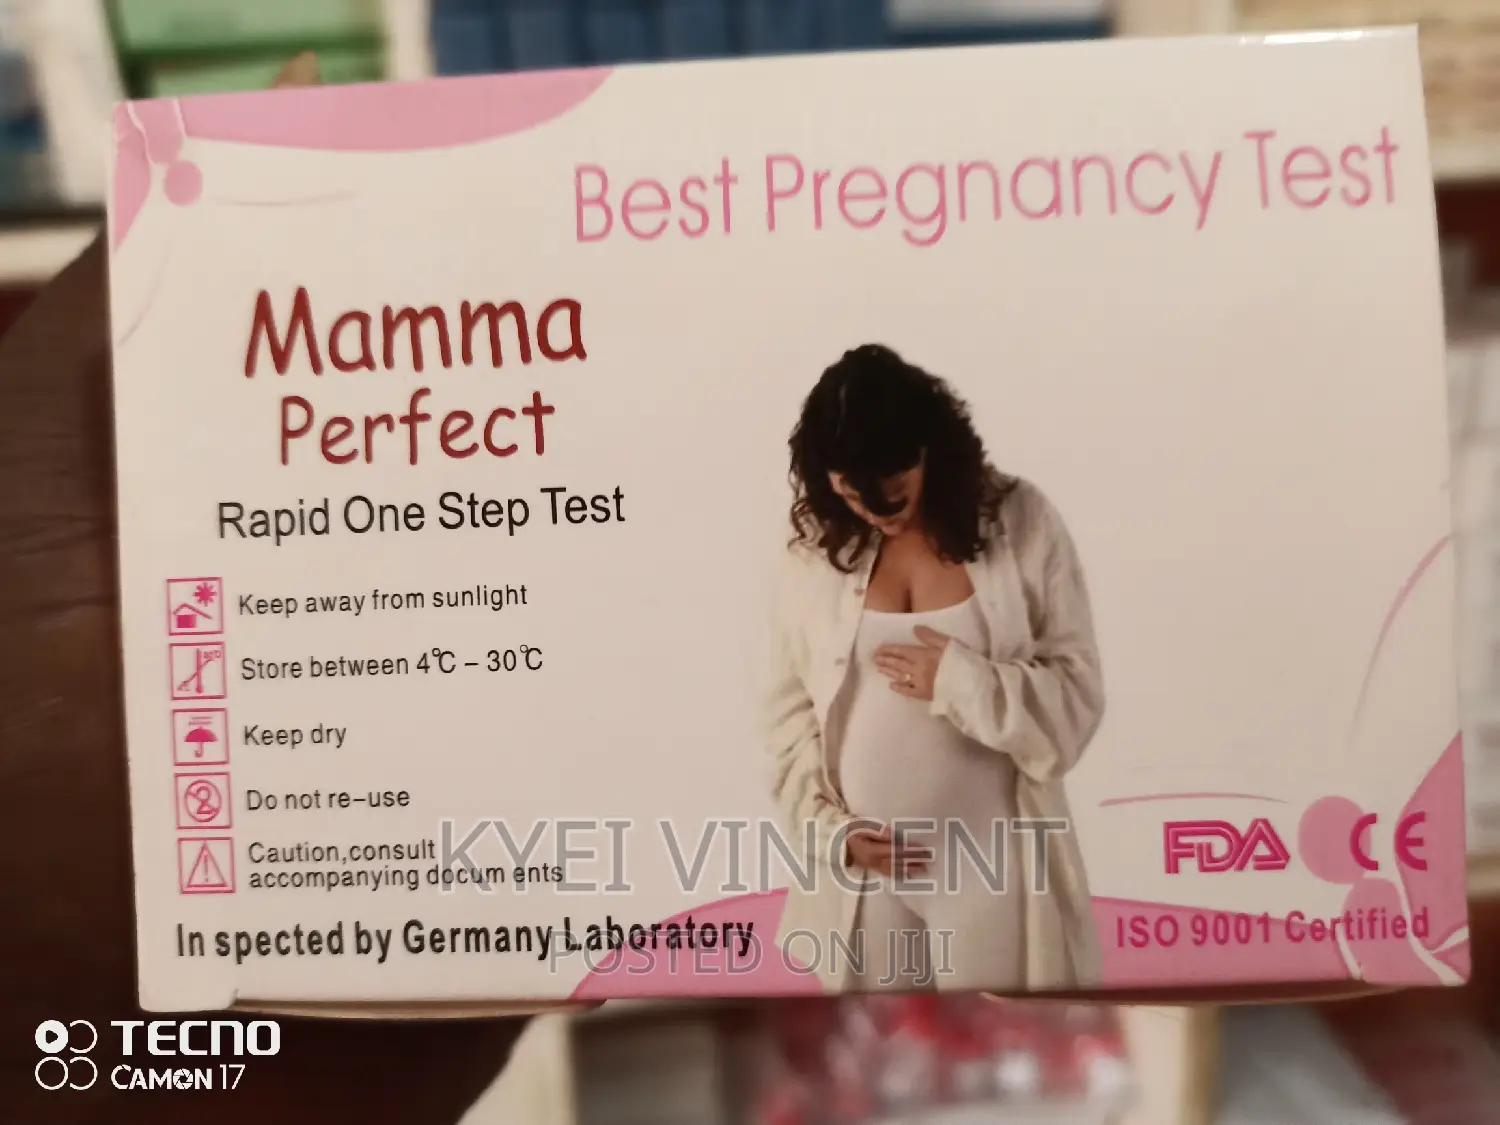 Best Pregnancy Test
Mamma
Perfect
Rapid One Step Test
Keep away from sunlight
Store between 4℃ – 30℃
Keep dry
Do not re-use
2
Caution,consult
accompanying docum ents
In spected by Germany Laboratory
FDA CE
ISO 9001 Certified
KYEI VINCENT
POSTED ON JIJI
TECNO
CAMON 17